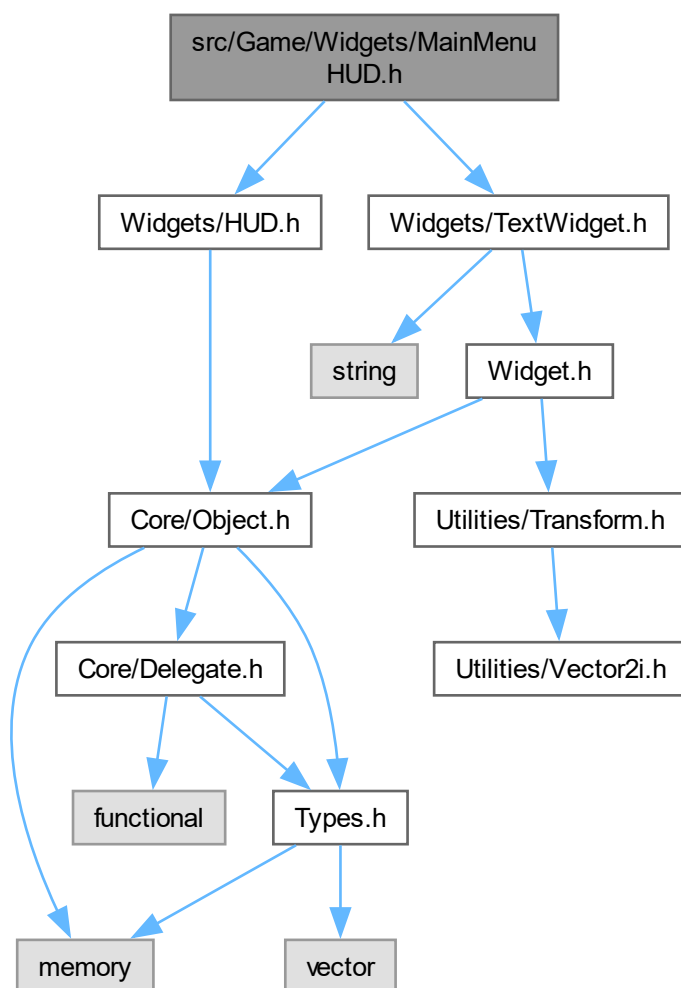 src/Game/Widgets/MainMenu
HUD.h
Widgets/HUD.h
Widgets/TextWidget.h
string
Widget.h
Core/Object.h
Utilities/Transform.h
Core/Delegate.h
Utilities/Vector2i.h
functional
Types.h
memory
vector